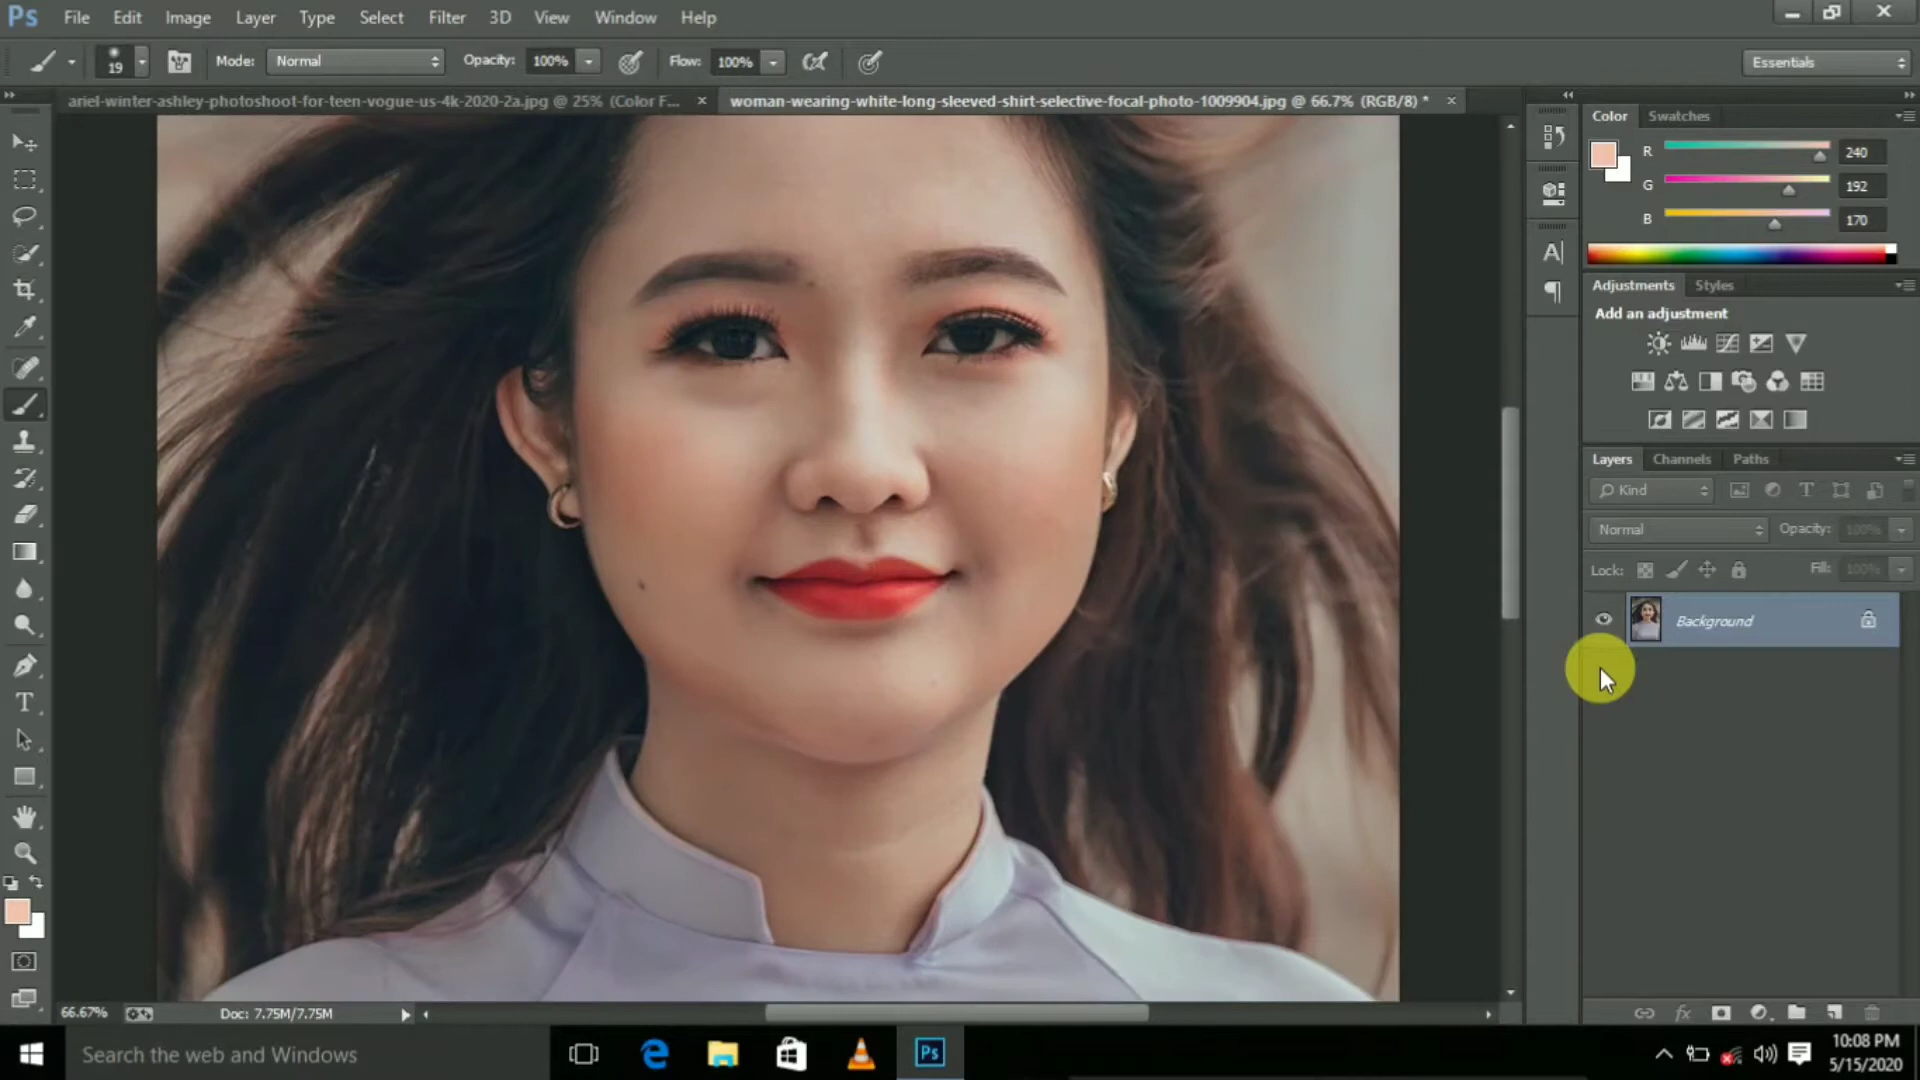 Ps File Edit Image Layer Type Select Filter 3D View Window Help
19 Mode: Normal Opacity: 100% Flow: 100% Essentials
ariel-winter-ashley-photoshoot-for-teen-vogue-us-4k-2020-2a.jpg @ 25% (Color F... × woman-wearing-white-long-sleeved-shirt-selective-focal-photo-1009904.jpg @ 66.7% (RGB/8) * ×
Color Swatches
R 240
G 192
B 170
Adjustments Styles
Add an adjustment
Layers Channels Paths
Kind
Normal Opacity: 100%
Lock: Fill: 100%
Background
66.67% Doc: 7.75M/7.75M
Search the web and Windows
Ps
10:08 PM
5/15/2020